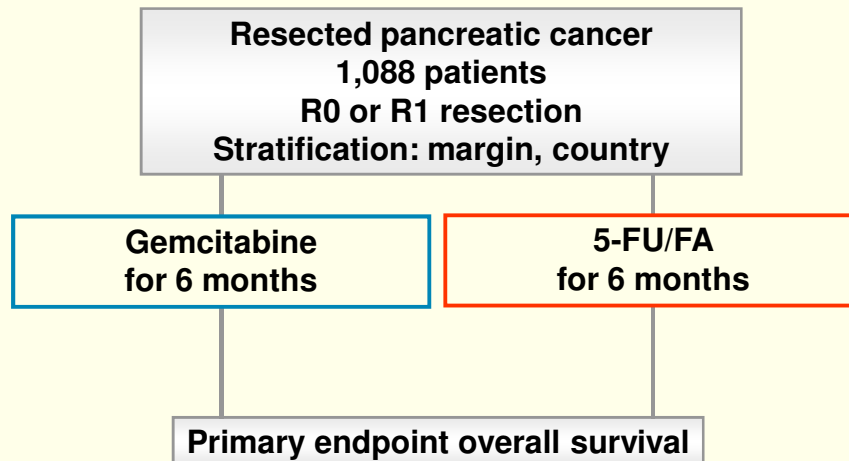 Resected pancreatic cancer
1,088 patients
R0 or R1 resection
Stratification: margin, country
Gemcitabine
for 6 months
5-FU/FA
for 6 months
Primary endpoint overall survival